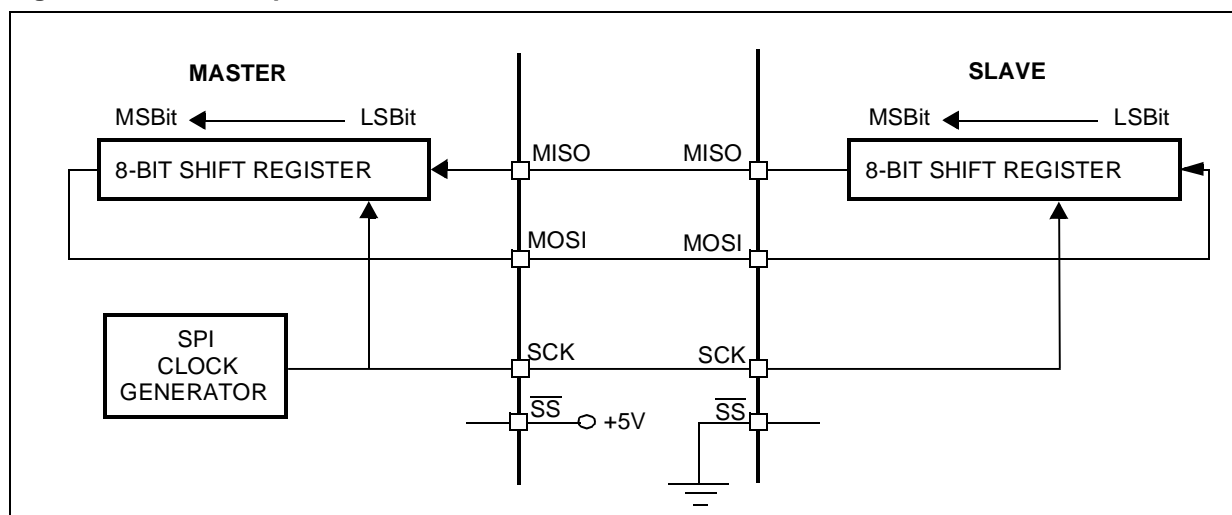 MASTER
SLAVE
MSBit LSBit
MSBit LSBit
8-BIT SHIFT REGISTER
MISO
MISO
8-BIT SHIFT REGISTER
MOSI
MOSI
SPI
CLOCK
GENERATOR
SCK
SCK
SS
+5V
SS